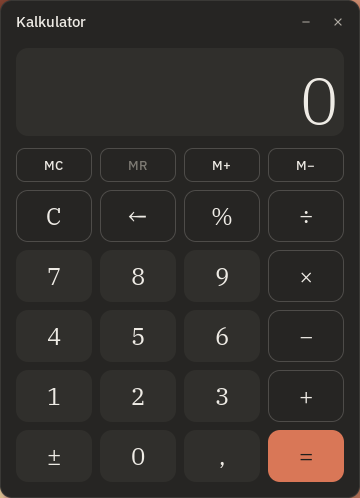 Kalkulator − ×
0
MC MR M+ M−
C ← % ÷
7 8 9 ×
4 5 6 −
1 2 3 +
± 0 , =